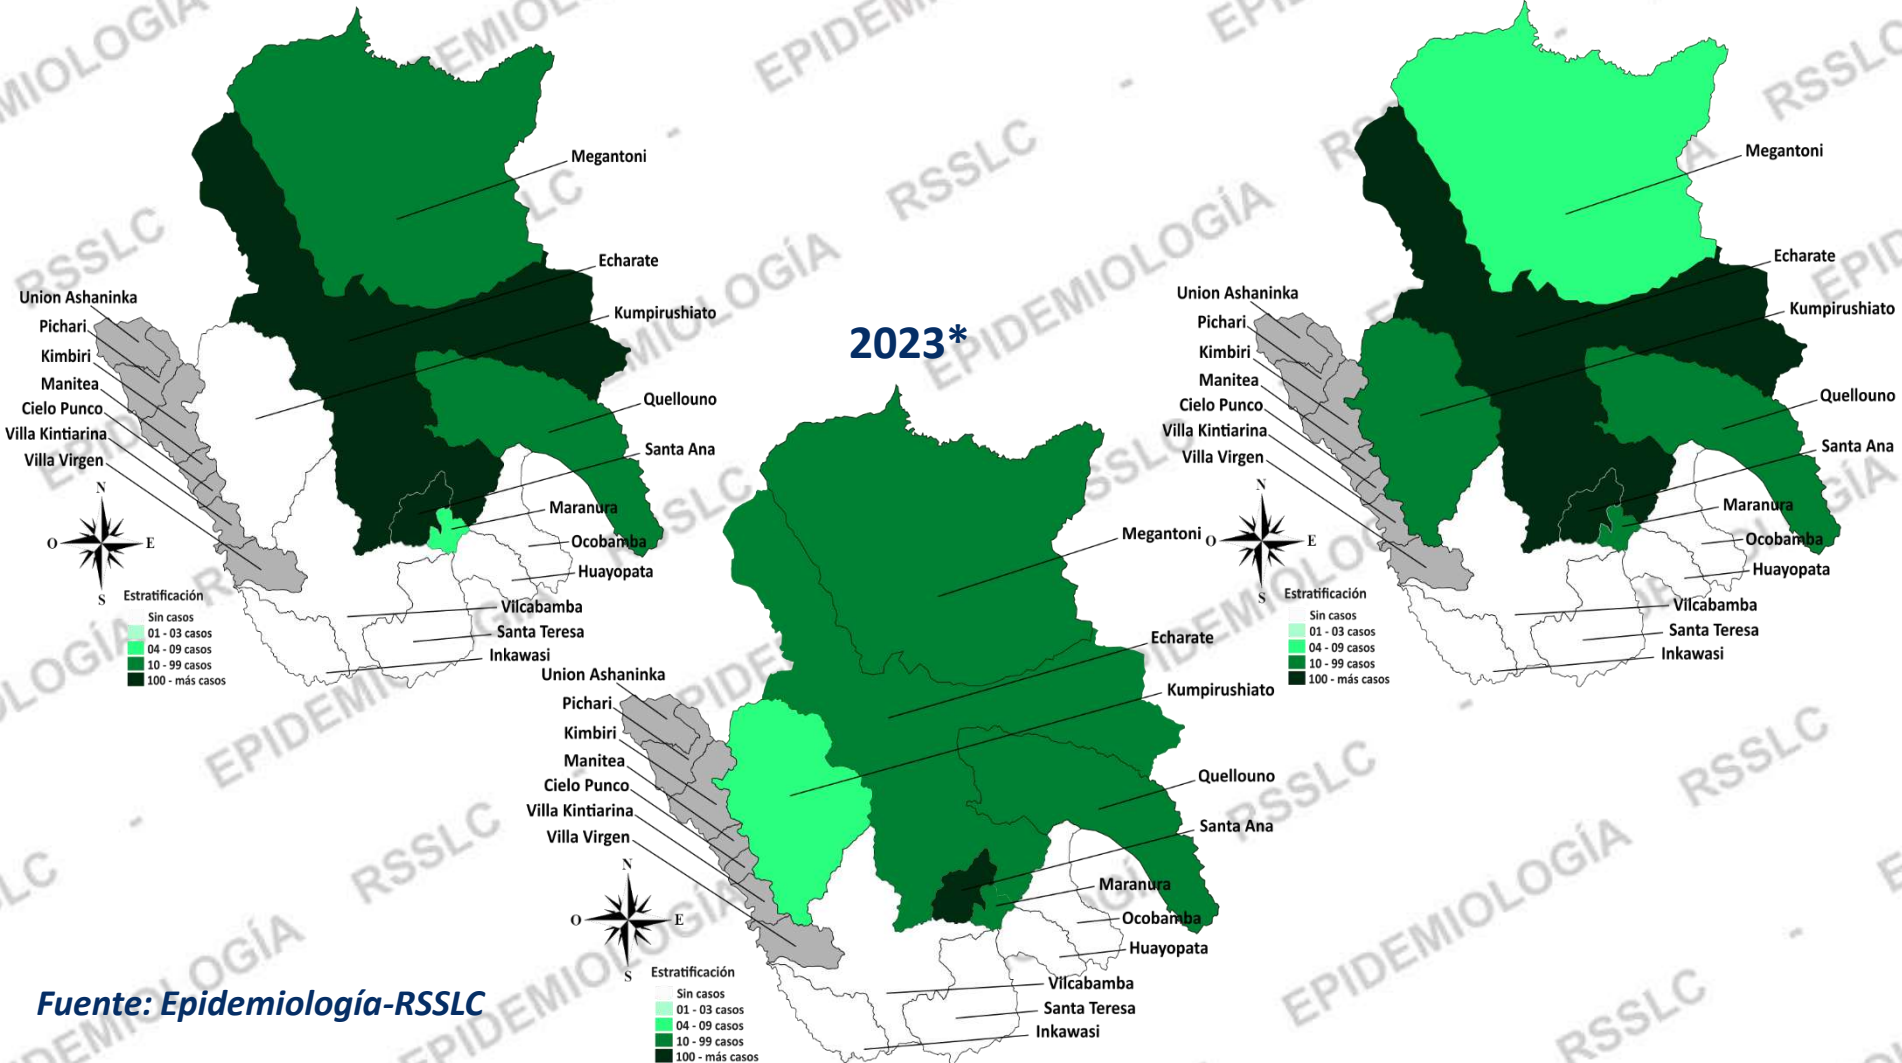 Megantoni
Echarate
Kumpirushiato
Quellouno
Santa Ana
Maranura
Ocobamba
Huayopata
Vilcabamba
Santa Teresa
Inkawasi
Union Ashaninka
Pichari
Kimbiri
Manitea
Cielo Punco
Villa Kintiarina
Villa Virgen
N
O E
S
Estratificación
Sin casos
01 - 03 casos
04 - 09 casos
10 - 99 casos
100 - más casos
2023*
Megantoni
Echarate
Kumpirushiato
Quellouno
Santa Ana
Maranura
Ocobamba
Huayopata
Vilcabamba
Santa Teresa
Inkawasi
Union Ashaninka
Pichari
Kimbiri
Manitea
Cielo Punco
Villa Kintiarina
Villa Virgen
N
O E
S
Estratificación
Sin casos
01 - 03 casos
04 - 09 casos
10 - 99 casos
100 - más casos
Megantoni
Echarate
Kumpirushiato
Quellouno
Santa Ana
Maranura
Ocobamba
Huayopata
Vilcabamba
Santa Teresa
Inkawasi
Union Ashaninka
Pichari
Kimbiri
Manitea
Cielo Punco
Villa Kintiarina
Villa Virgen
N
O E
S
Estratificación
Sin casos
01 - 03 casos
04 - 09 casos
10 - 99 casos
100 - más casos
Fuente: Epidemiología-RSSLC
EPIDEMIOLOGÍA - RSSLC